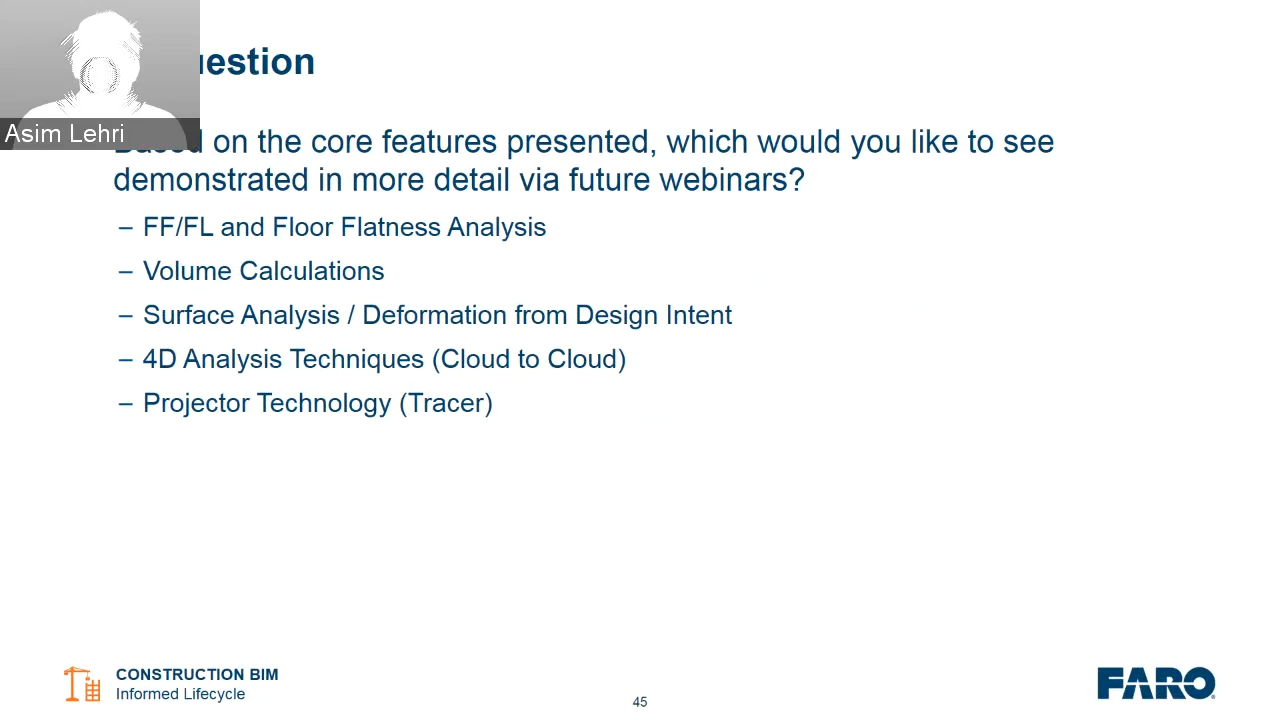 uestion
Asim Lehri
Based on the core features presented, which would you like to see
demonstrated in more detail via future webinars?
– FF/FL and Floor Flatness Analysis
– Volume Calculations
– Surface Analysis / Deformation from Design Intent
– 4D Analysis Techniques (Cloud to Cloud)
– Projector Technology (Tracer)
CONSTRUCTION BIM
Informed Lifecycle
45
FARO